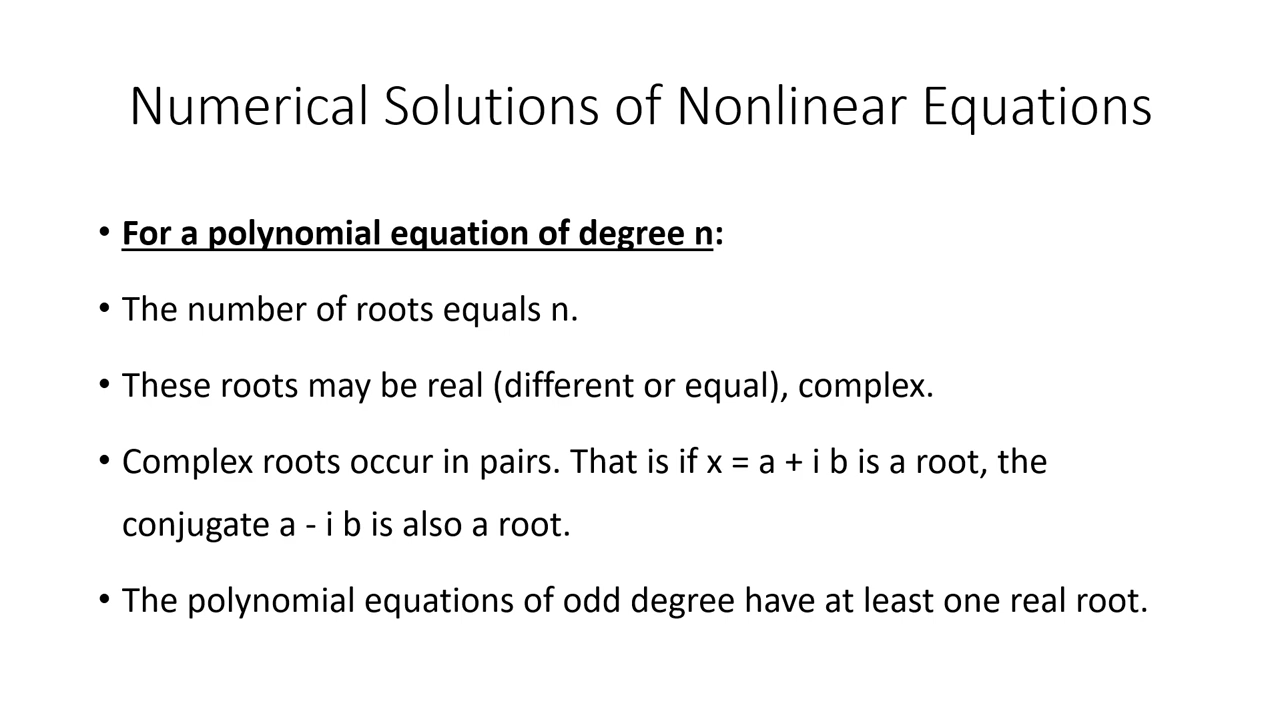 Numerical Solutions of Nonlinear Equations
• For a polynomial equation of degree n:
• The number of roots equals n.
• These roots may be real (different or equal), complex.
• Complex roots occur in pairs. That is if x = a + i b is a root, the
conjugate a - i b is also a root.
• The polynomial equations of odd degree have at least one real root.